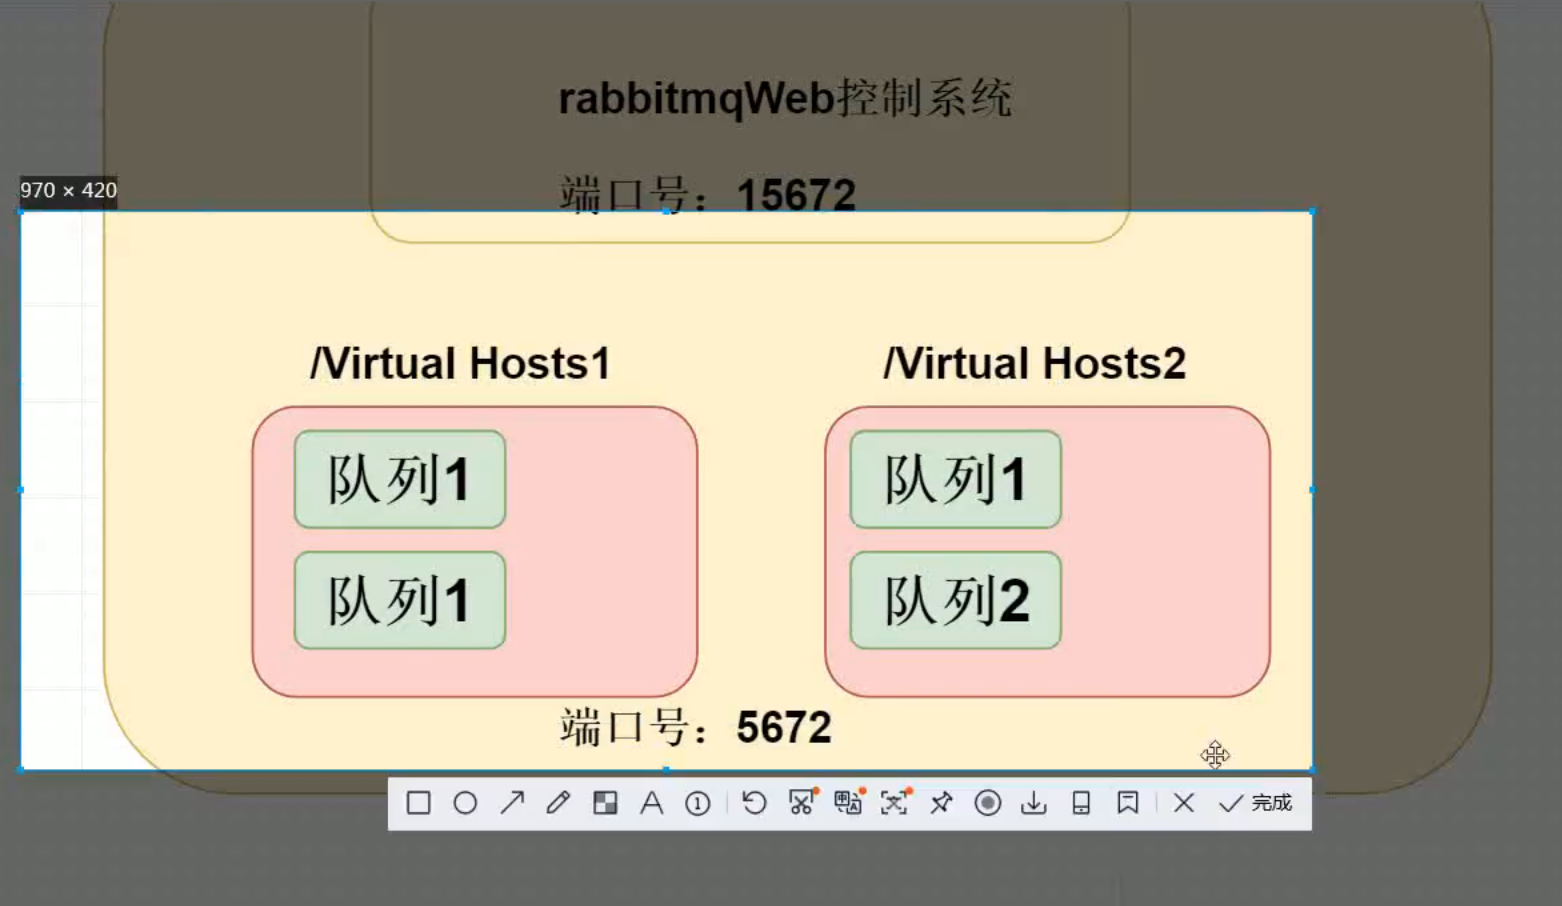 rabbitmqWeb控制系统
端口号：15672
970 × 420
/Virtual Hosts1
/Virtual Hosts2
队列1
队列1
队列1
队列2
端口号：5672
完成